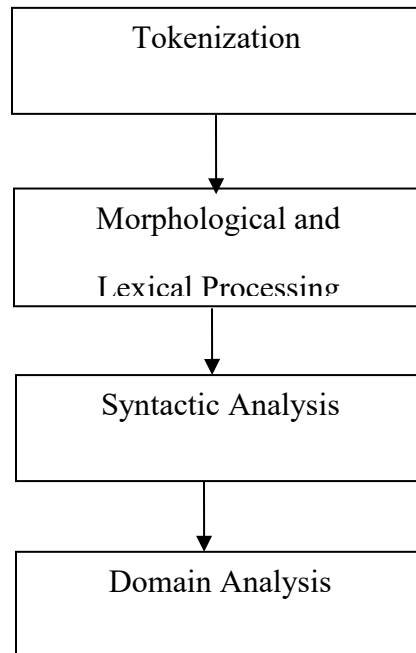 Tokenization
Morphological and
Lexical Processing
Syntactic Analysis
Domain Analysis